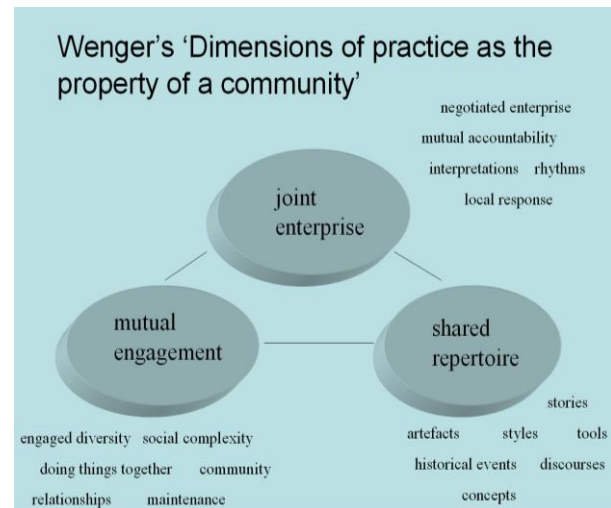 Wenger's 'Dimensions of practice as the
property of a community'
negotiated enterprise
mutual accountability
interpretations rhythms
local response
joint
enterprise
mutual
engagement
shared
repertoire
engaged diversity social complexity
doing things together community
relationships maintenance
stories
artefacts styles tools
historical events discourses
concepts